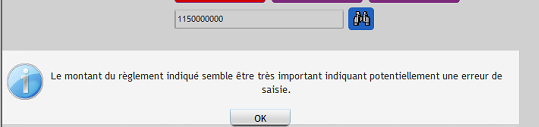 1150000000
Le montant du règlement indiqué semble être très important indiquant potentiellement une erreur de
saisie.
OK